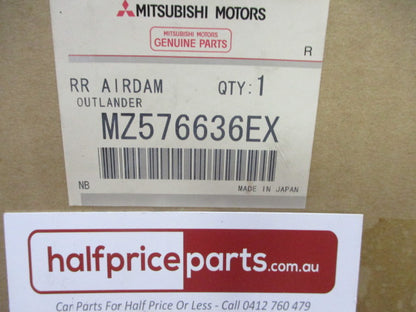 MITSUBISHI MOTORS
MITSUBISHI MOTORS
GENUINE PARTS
R
RR AIRDAM QTY:1
OUTLANDER
MZ576636EX
NB MADE IN JAPAN
halfpriceparts.com.au
Car Parts For Half Price Or Less - Call 0412 760 479